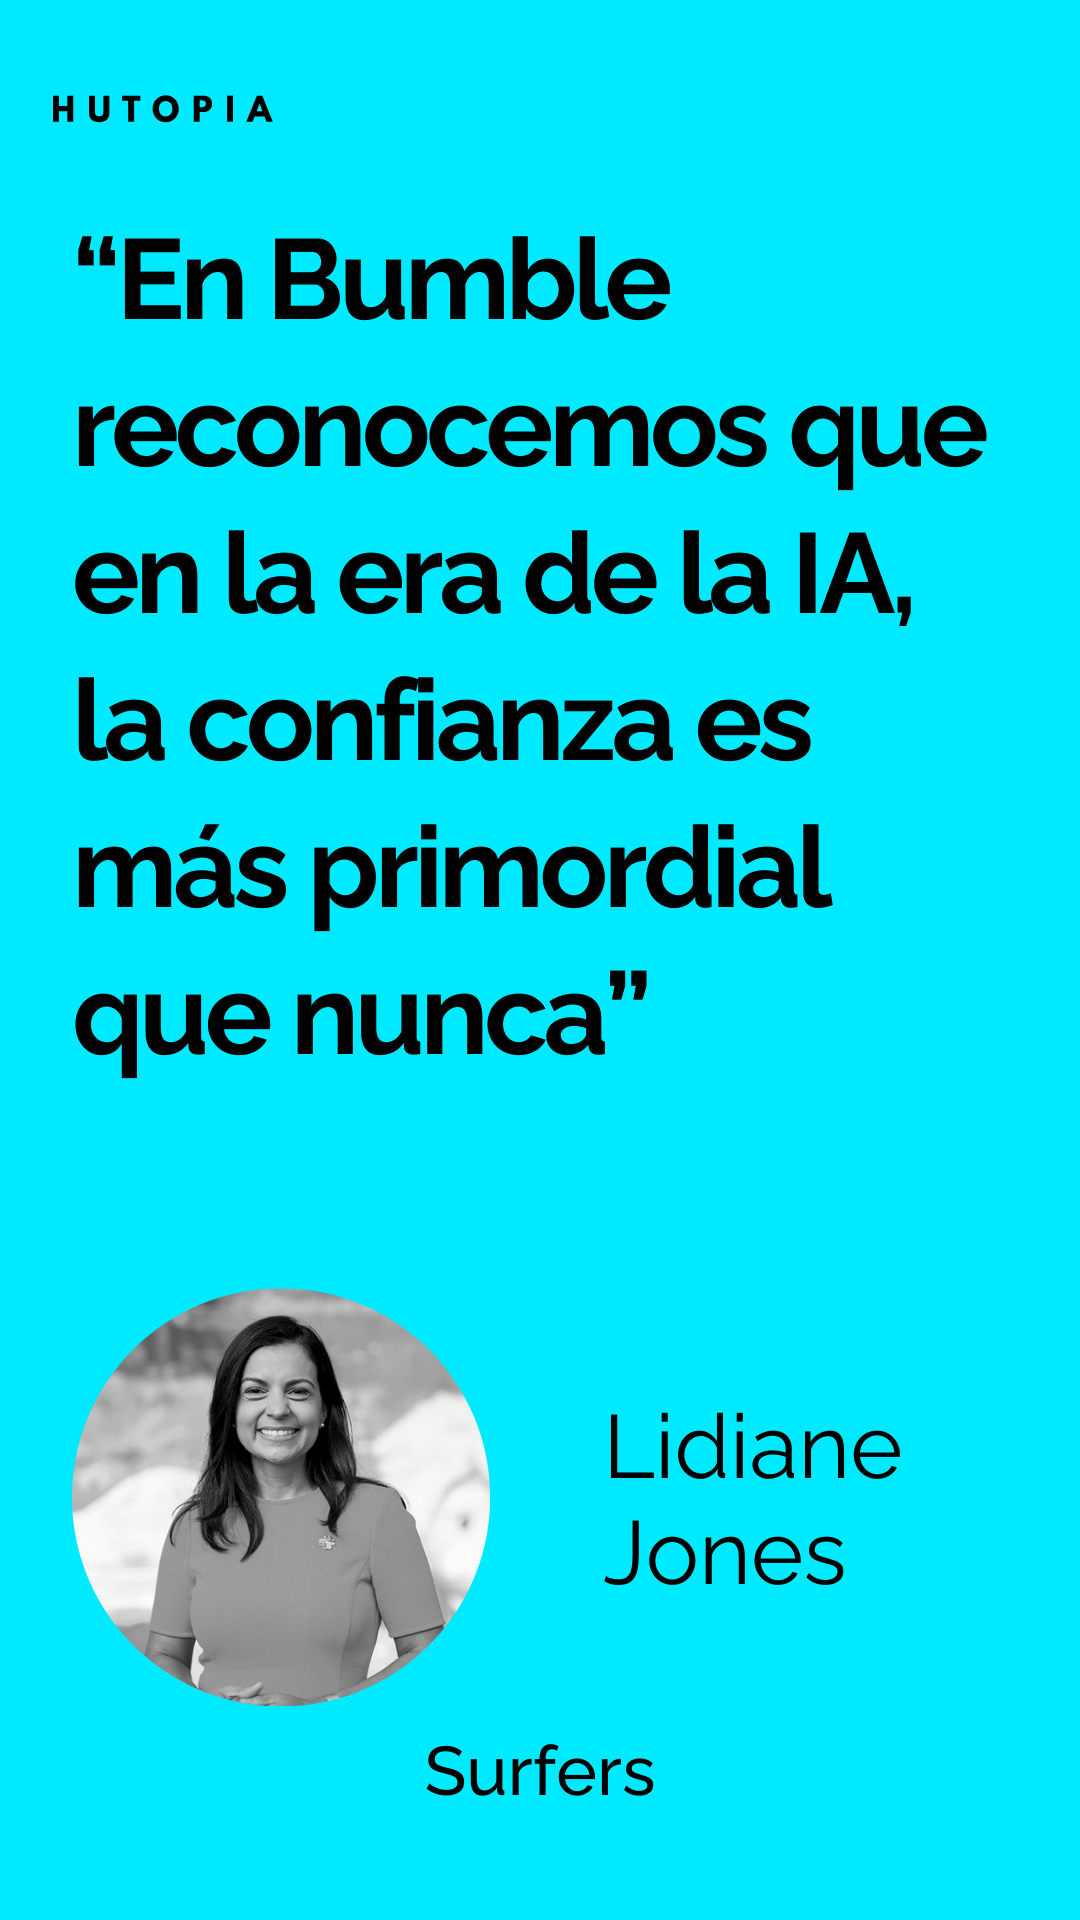 HUTOPIA
“En Bumble
reconocemos que
en la era de la IA,
la confianza es
más primordial
que nunca”
Lidiane
Jones
Surfers